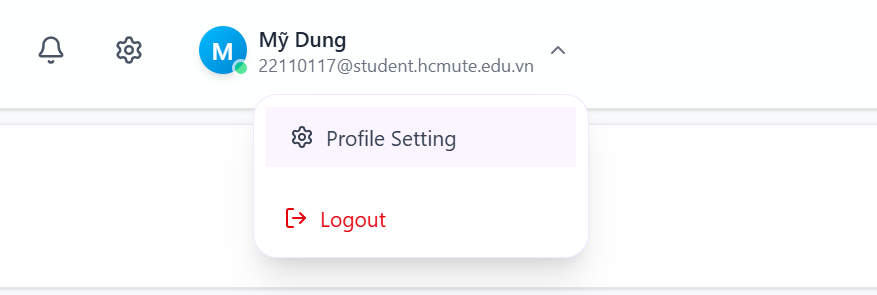 M
Mỹ Dung
22110117@student.hcmute.edu.vn
Profile Setting
Logout